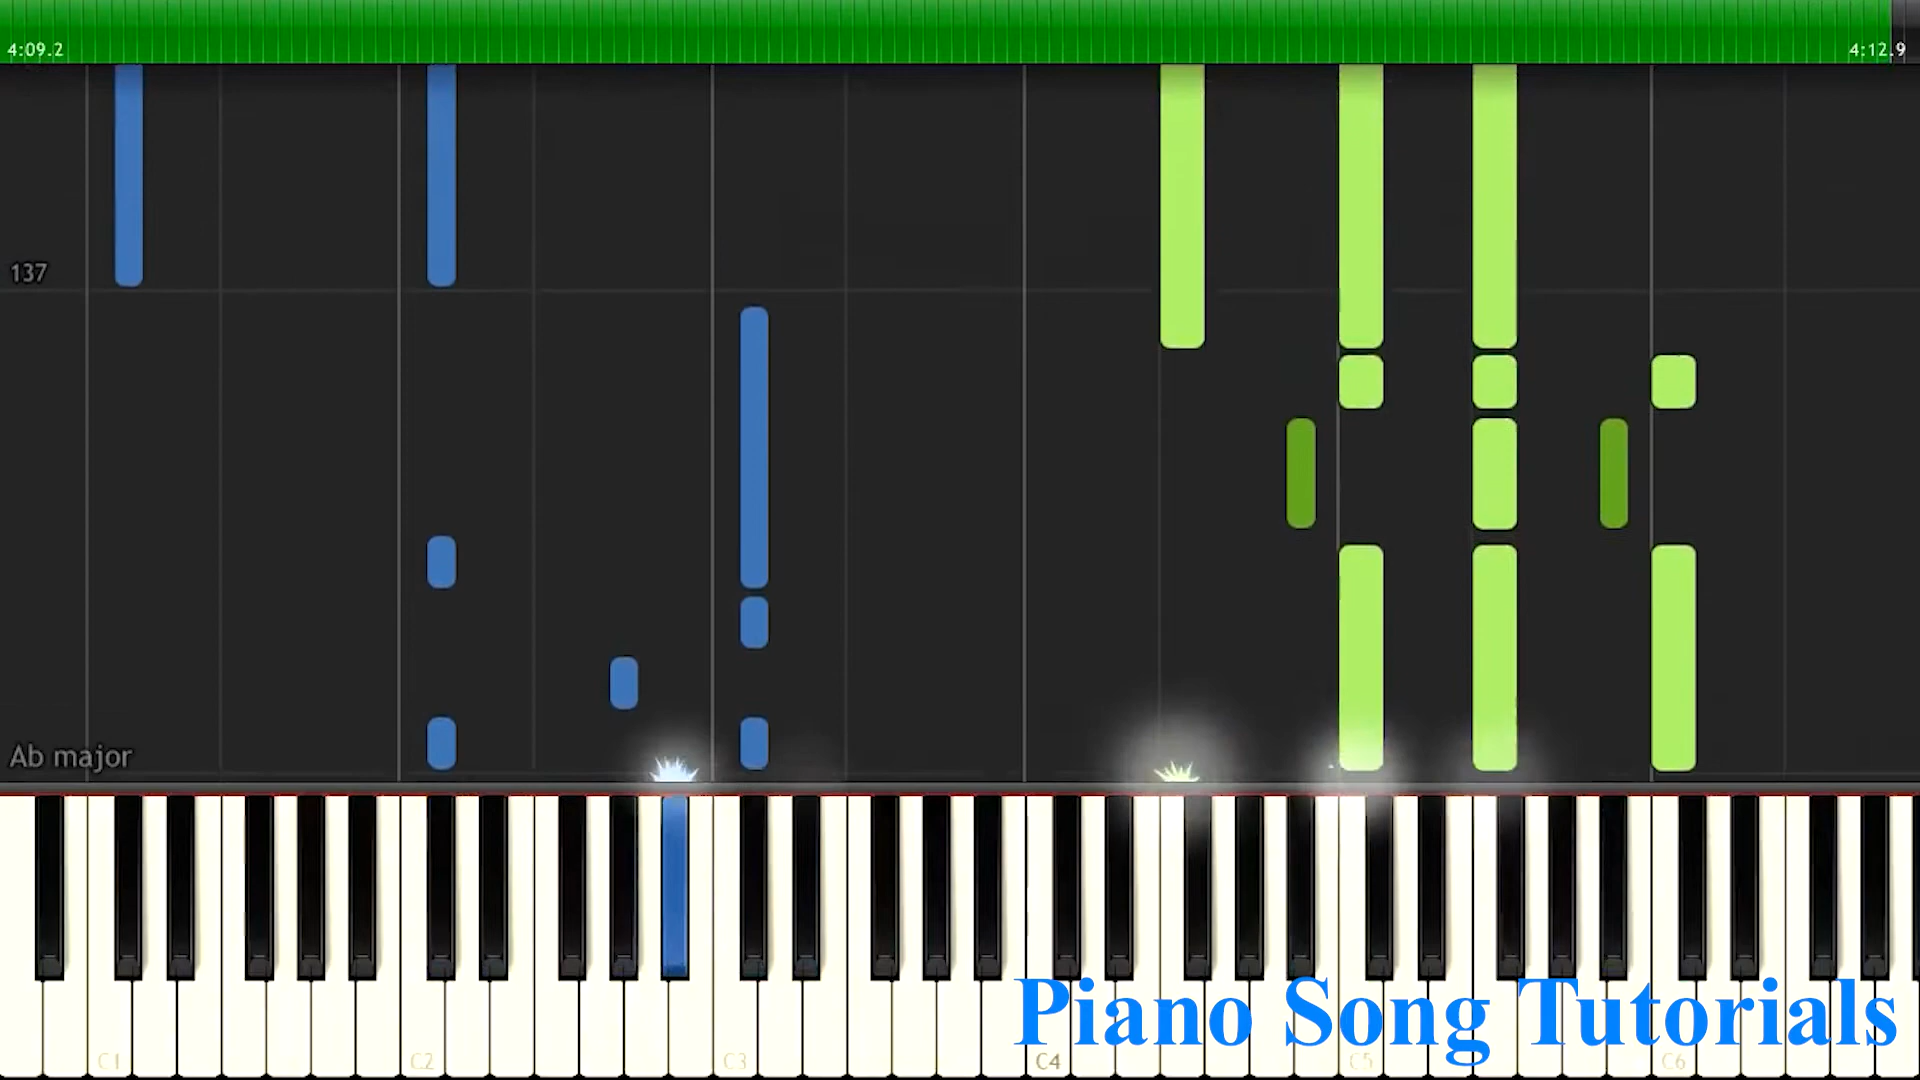 4:09.2
4:12.9
137
Ab major
C1
C2
C3
C4
C5
C6
Piano Song Tutorials